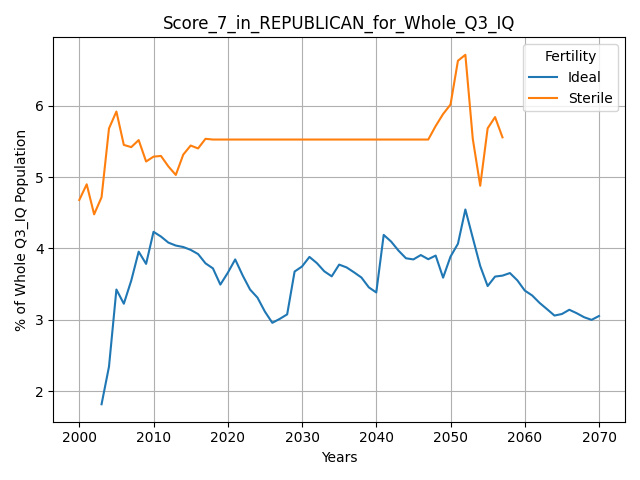 Score_7_in_REPUBLICAN_for_Whole_Q3_IQ
Fertility
Ideal
Sterile
% of Whole Q3_IQ Population
6
5
4
3
2
2000 2010 2020 2030 2040 2050 2060 2070
Years